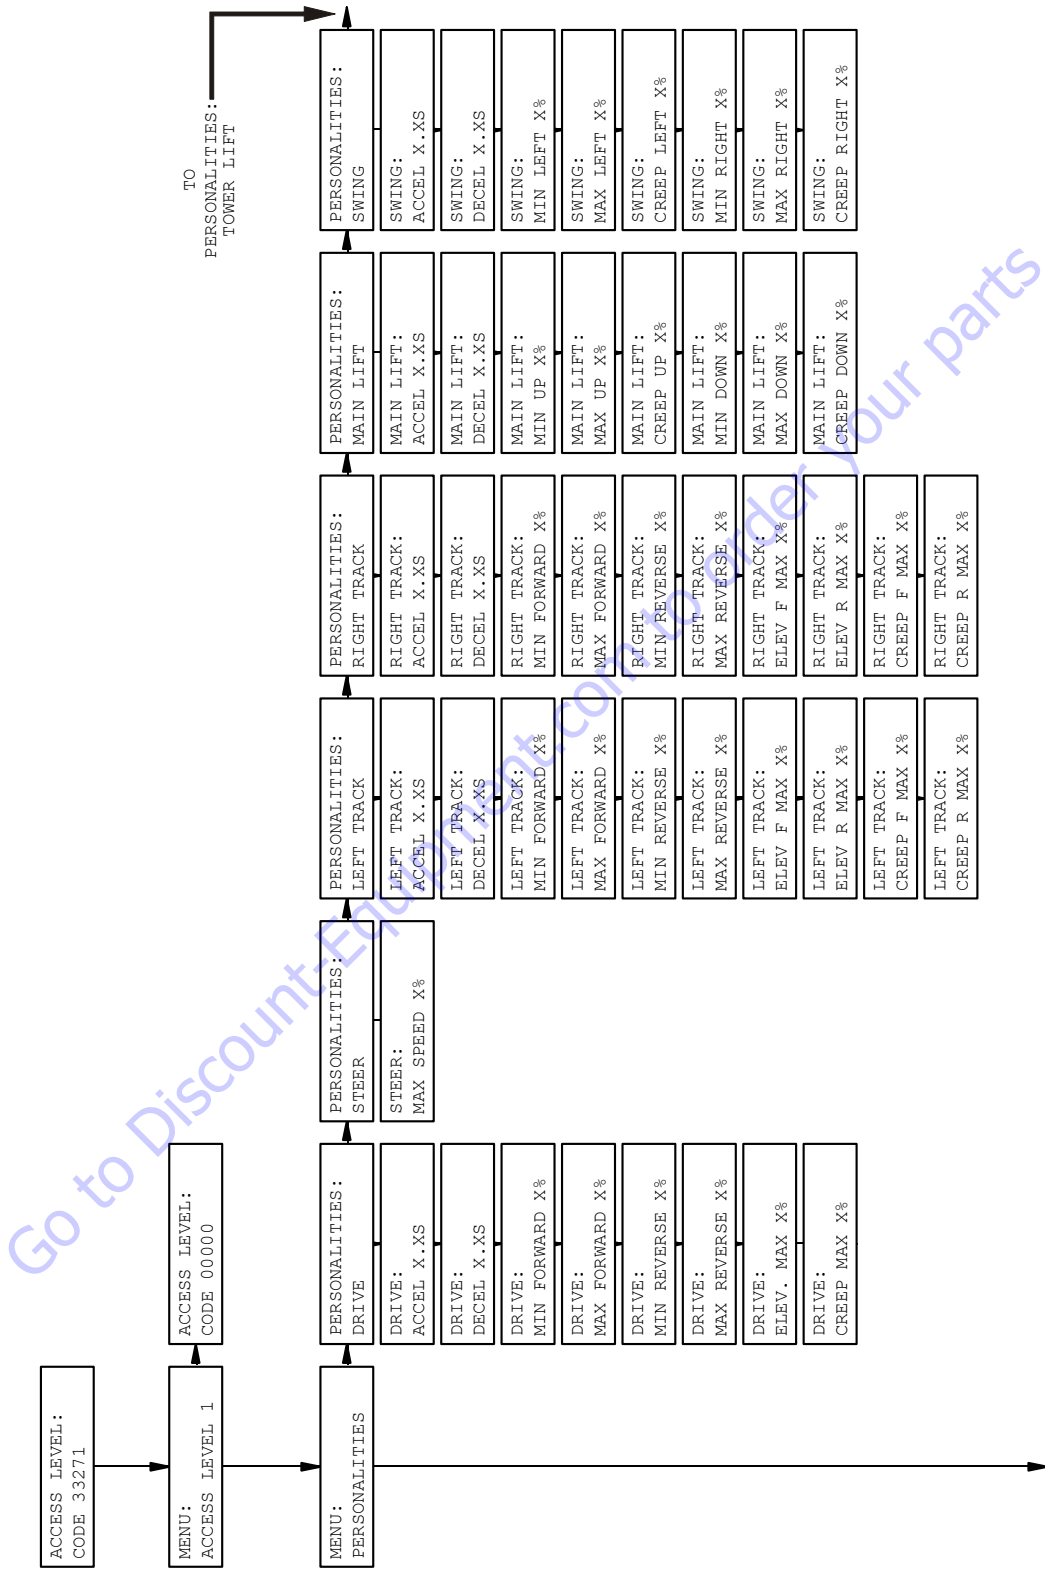 ACCESS LEVEL:
CODE 33271
MENU:
ACCESS LEVEL 1
ACCESS LEVEL:
CODE 00000
MENU:
PERSONALITIES
PERSONALITIES:
DRIVE
DRIVE:
ACCEL X.XS
DRIVE:
DECEL X.XS
DRIVE:
MIN FORWARD X%
DRIVE:
MAX FORWARD X%
DRIVE:
MIN REVERSE X%
DRIVE:
MAX REVERSE X%
DRIVE:
ELEV. MAX X%
DRIVE:
CREEP MAX X%
PERSONALITIES:
STEER
STEER:
MAX SPEED X%
PERSONALITIES:
LEFT TRACK
LEFT TRACK:
ACCEL X.XS
LEFT TRACK:
DECEL X.XS
LEFT TRACK:
MIN FORWARD X%
LEFT TRACK:
MAX FORWARD X%
LEFT TRACK:
MIN REVERSE X%
LEFT TRACK:
MAX REVERSE X%
LEFT TRACK:
ELEV F MAX X%
LEFT TRACK:
ELEV R MAX X%
LEFT TRACK:
CREEP F MAX X%
LEFT TRACK:
CREEP R MAX X%
PERSONALITIES:
RIGHT TRACK
RIGHT TRACK:
ACCEL X.XS
RIGHT TRACK:
DECEL X.XS
RIGHT TRACK:
MIN FORWARD X%
RIGHT TRACK:
MAX FORWARD X%
RIGHT TRACK:
MIN REVERSE X%
RIGHT TRACK:
MAX REVERSE X%
RIGHT TRACK:
ELEV F MAX X%
RIGHT TRACK:
ELEV R MAX X%
RIGHT TRACK:
CREEP F MAX X%
RIGHT TRACK:
CREEP R MAX X%
PERSONALITIES:
MAIN LIFT
MAIN LIFT:
ACCEL X.XS
MAIN LIFT:
DECEL X.XS
MAIN LIFT:
MIN UP X%
MAIN LIFT:
MAX UP X%
MAIN LIFT:
CREEP UP X%
MAIN LIFT:
MIN DOWN X%
MAIN LIFT:
MAX DOWN X%
MAIN LIFT:
CREEP DOWN X%
PERSONALITIES:
SWING
SWING:
ACCEL X.XS
SWING:
DECEL X.XS
SWING:
MIN LEFT X%
SWING:
MAX LEFT X%
SWING:
CREEP LEFT X%
SWING:
MIN RIGHT X%
SWING:
MAX RIGHT X%
SWING:
CREEP RIGHT X%
TO
PERSONALITIES:
TOWER LIFT
Go to Discount-Equipment.com to order your parts